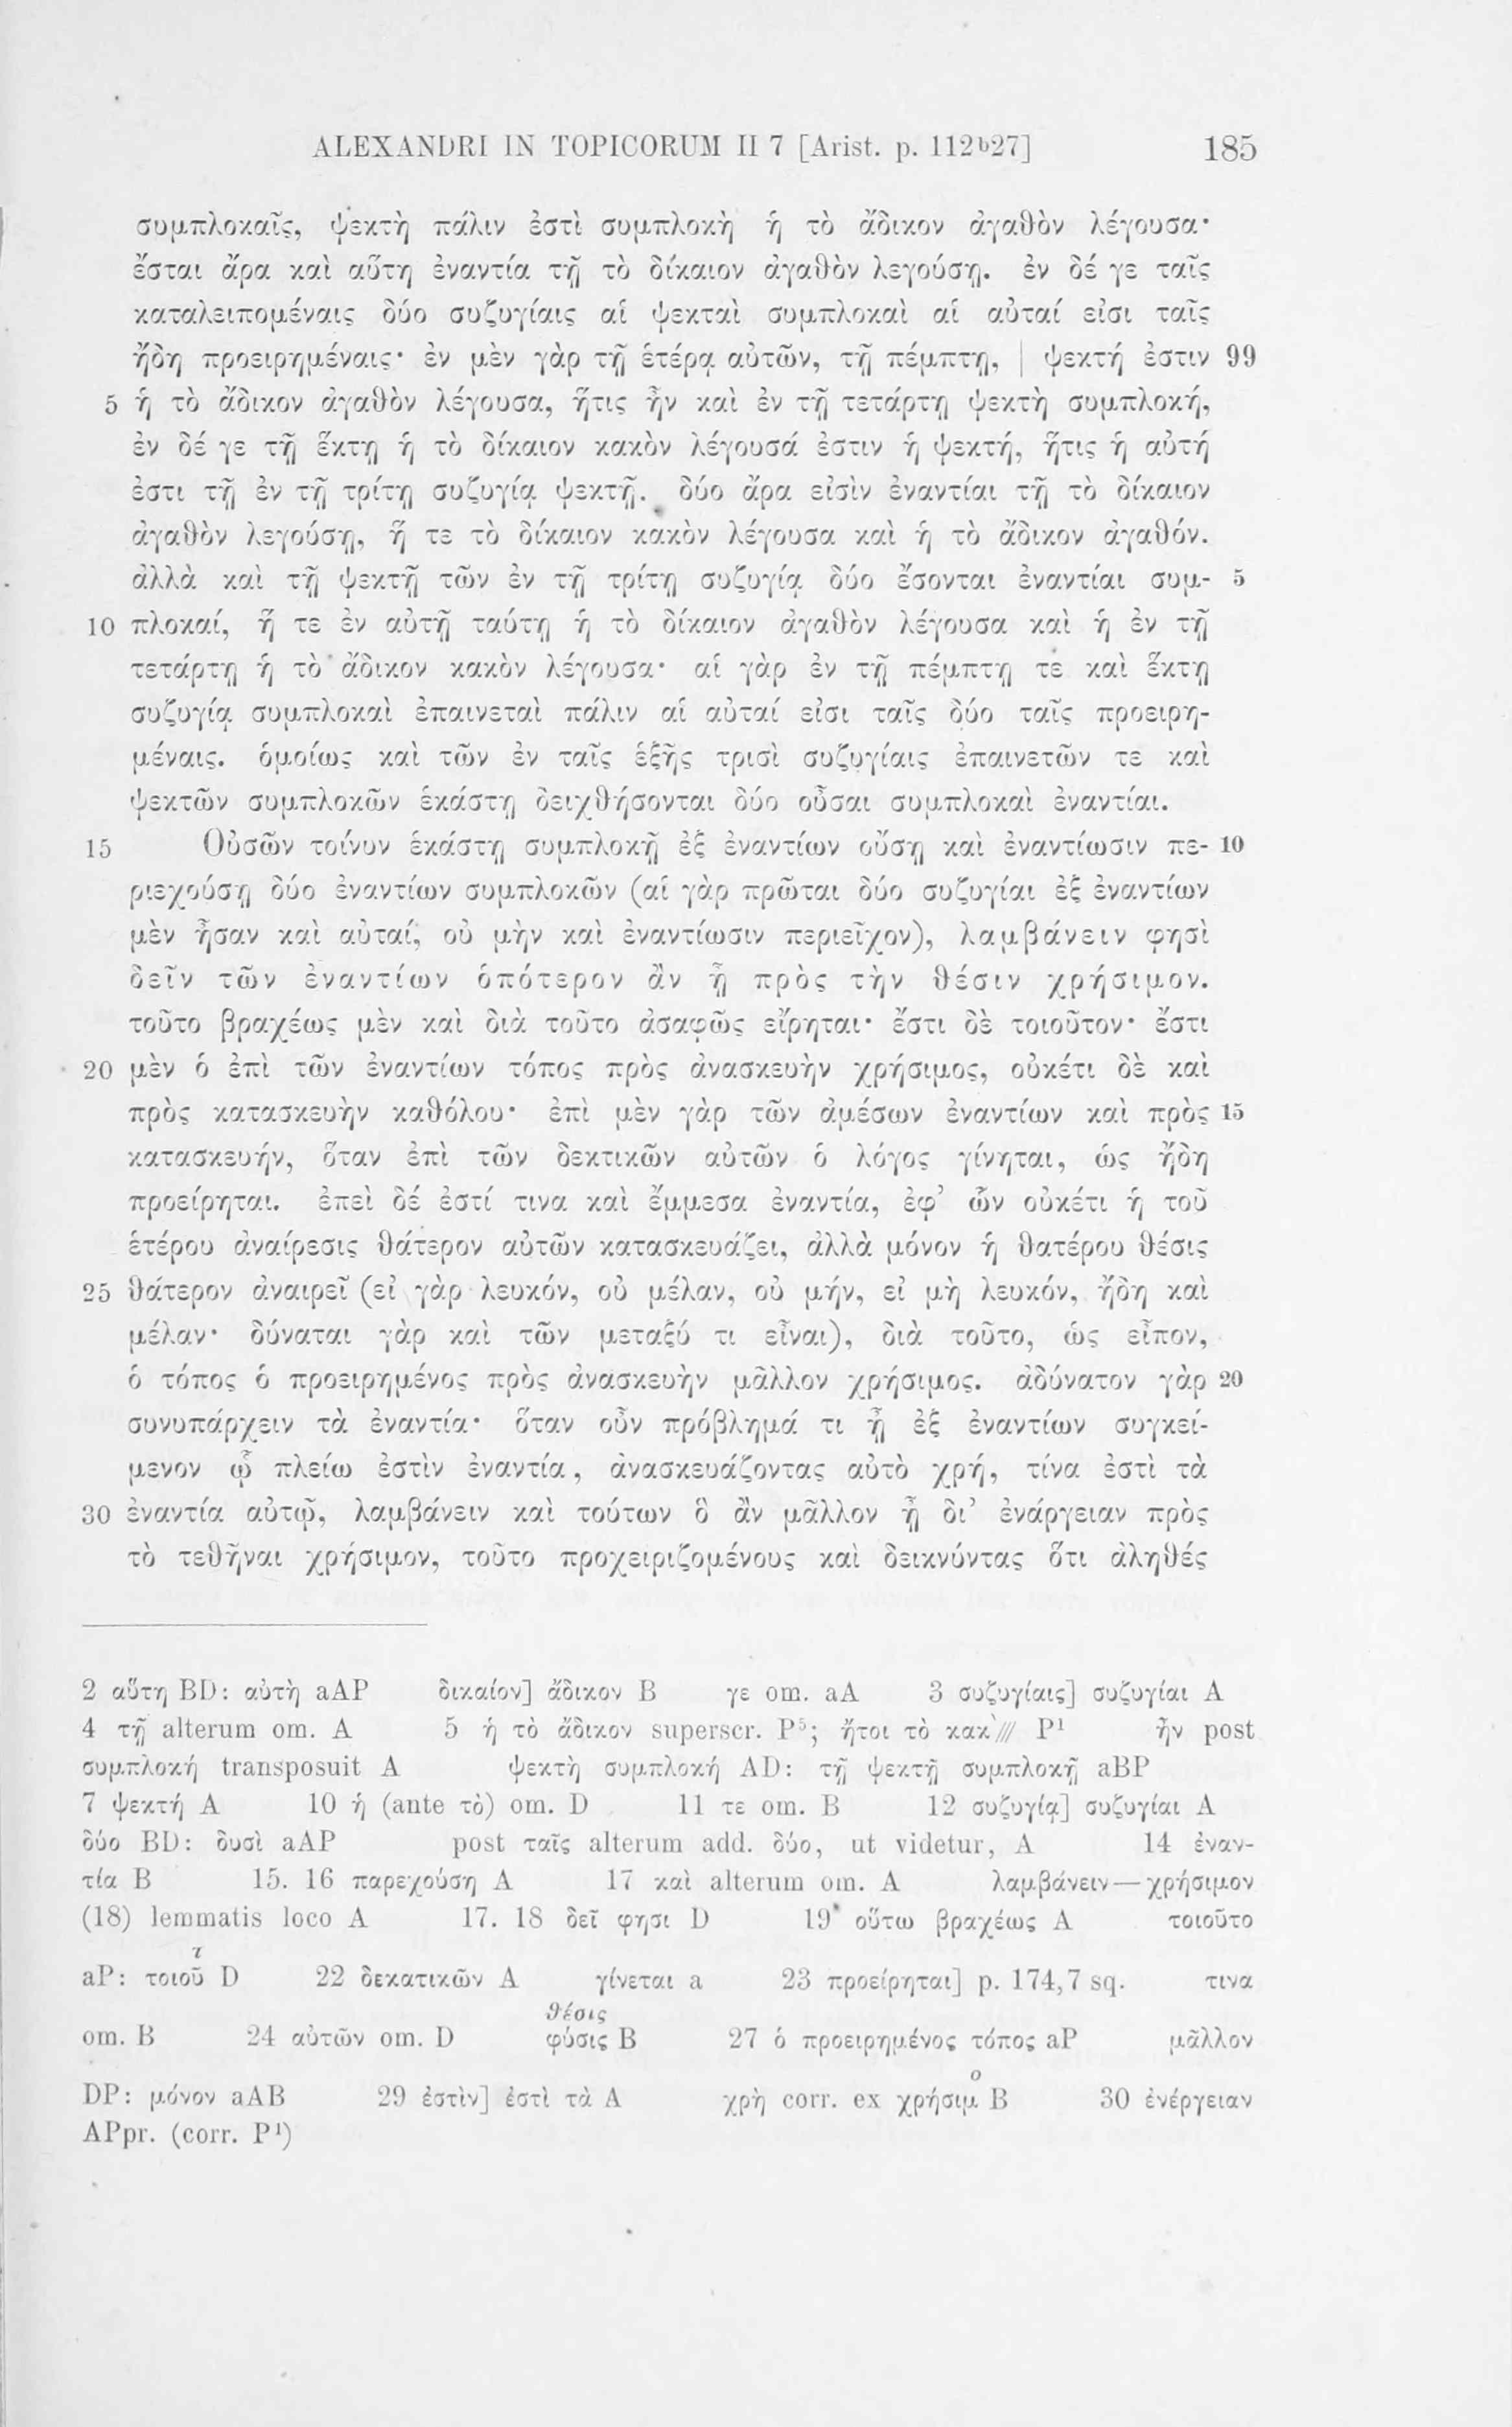 ALEXANDRI IN TOPICORUM II 7 [Arist. p. 112b27] 185
συμπλοκαῖς, ψεκτὴ πάλιν ἐστὶ συμπλοκὴ ἡ τὸ ἄδικον ἀγαθὸν λέγουσα·
ἔσται ἄρα καὶ αὕτη ἐναντία τῇ τὸ δίκαιον ἀγαθὸν λεγούσῃ. ἐν δέ γε ταῖς
καταλειπομέναις δύο συζυγίαις αἱ ψεκταὶ συμπλοκαὶ αἱ αὐταί εἰσι ταῖς
ἤδη προειρημέναις· ἐν μὲν γὰρ τῇ ἑτέρᾳ αὐτῶν, τῇ πέμπτῃ, | ψεκτή ἐστιν 99
5 ἡ τὸ ἄδικον ἀγαθὸν λέγουσα, ἥτις ἦν καὶ ἐν τῇ τετάρτῃ ψεκτὴ συμπλοκή,
ἐν δέ γε τῇ ἕκτῃ ἡ τὸ δίκαιον κακὸν λέγουσά ἐστιν ἡ ψεκτή, ἥτις ἡ αὐτή
ἐστι τῇ ἐν τῇ τρίτῃ συζυγίᾳ ψεκτῇ. δύο ἄρα εἰσὶν ἐναντίαι τῇ τὸ δίκαιον
ἀγαθὸν λεγούσῃ, ἥ τε τὸ δίκαιον κακὸν λέγουσα καὶ ἡ τὸ ἄδικον ἀγαθόν.
ἀλλὰ καὶ τῇ ψεκτῇ τῶν ἐν τῇ τρίτῃ συζυγίᾳ δύο ἔσονται ἐναντίαι συμ- 5
10 πλοκαί, ἥ τε ἐν αὐτῇ ταύτῃ ἡ τὸ δίκαιον ἀγαθὸν λέγουσα καὶ ἡ ἐν τῇ
τετάρτῃ ἡ τὸ ἄδικον κακὸν λέγουσα· αἱ γὰρ ἐν τῇ πέμπτῃ τε καὶ ἕκτῃ
συζυγίᾳ συμπλοκαὶ ἐπαινεταὶ πάλιν αἱ αὐταί εἰσι ταῖς δύο ταῖς προειρη-
μέναις. ὁμοίως καὶ τῶν ἐν ταῖς ἑξῆς τρισὶ συζυγίαις ἐπαινετῶν τε καὶ
ψεκτῶν συμπλοκῶν ἑκάστῃ δειχθήσονται δύο οὖσαι συμπλοκαὶ ἐναντίαι.
15 Οὐσῶν τοίνυν ἑκάστῃ συμπλοκῇ ἐξ ἐναντίων οὔσῃ καὶ ἐναντίωσιν πε- 10
ριεχούσῃ δύο ἐναντίων συμπλοκῶν (αἱ γὰρ πρῶται δύο συζυγίαι ἐξ ἐναντίων
μὲν ἦσαν καὶ αὐταί, οὐ μὴν καὶ ἐναντίωσιν περιεῖχον), λαμβάνειν φησὶ
δεῖν τῶν ἐναντίων ὁπότερον ἂν ᾖ πρὸς τὴν θέσιν χρήσιμον.
τοῦτο βραχέως μὲν καὶ διὰ τοῦτο ἀσαφῶς εἴρηται· ἔστι δὲ τοιοῦτον· ἔστι
20 μὲν ὁ ἐπὶ τῶν ἐναντίων τόπος πρὸς ἀνασκευὴν χρήσιμος, οὐκέτι δὲ καὶ
πρὸς κατασκευὴν καθόλου· ἐπὶ μὲν γὰρ τῶν ἀμέσων ἐναντίων καὶ πρὸς 15
κατασκευήν, ὅταν ἐπὶ τῶν δεκτικῶν αὐτῶν ὁ λόγος γίνηται, ὡς ἤδη
προείρηται. ἐπεὶ δέ ἐστί τινα καὶ ἔμμεσα ἐναντία, ἐφ’ ὧν οὐκέτι ἡ τοῦ
ἑτέρου ἀναίρεσις θάτερον αὐτῶν κατασκευάζει, ἀλλὰ μόνον ἡ θατέρου θέσις
25 θάτερον ἀναιρεῖ (εἰ γὰρ λευκόν, οὐ μέλαν, οὐ μήν, εἰ μὴ λευκόν, ἤδη καὶ
μέλαν· δύναται γὰρ καὶ τῶν μεταξύ τι εἶναι), διὰ τοῦτο, ὡς εἶπον,
ὁ τόπος ὁ προειρημένος πρὸς ἀνασκευὴν μᾶλλον χρήσιμος. ἀδύνατον γὰρ 20
συνυπάρχειν τὰ ἐναντία· ὅταν οὖν πρόβλημά τι ᾖ ἐξ ἐναντίων συγκεί-
μενον ᾧ πλείω ἐστὶν ἐναντία, ἀνασκευάζοντας αὐτὸ χρή, τίνα ἐστὶ τὰ
30 ἐναντία αὐτῷ, λαμβάνειν καὶ τούτων ὃ ἂν μᾶλλον ᾖ δι’ ἐνάργειαν πρὸς
τὸ τεθῆναι χρήσιμον, τοῦτο προχειριζομένους καὶ δεικνύντας ὅτι ἀληθές
2 αὕτη BD: αὐτὴ aAP δικαίον] ἄδικον B γε om. aA 3 συζυγίαις] συζυγίαι A
4 τῇ alterum om. A 5 ἡ τὸ ἄδικον superscr. P⁵; ἤτοι τὸ κακ̀/// P¹ ἦν post
συμπλοκή transposuit A ψεκτὴ συμπλοκή AD: τῇ ψεκτῇ συμπλοκῇ aBP
7 ψεκτή A 10 ἡ (ante τὸ) om. D 11 τε om. B 12 συζυγίᾳ] συζυγίαι A
δύο BD: δυσὶ aAP post ταῖς alterum add. δύο, ut videtur, A 14 ἐναν-
τία B 15. 16 παρεχούσῃ A 17 καὶ alterum om. A λαμβάνειν — χρήσιμον
(18) lemmatis loco A 17. 18 δεῖ φησι D 19 οὕτω βραχέως A τοιοῦτο
aP: τοιοῦτ D 22 δεκατικῶν A γίνεται a 23 προείρηται] p. 174,7 sq. τινα
θέσις
om. B 24 αὐτῶν om. D φύσις B 27 ὁ προειρημένος τόπος aP μᾶλλον
DP: μόνον aAB 29 ἐστὶν] ἐστὶ τὰ A χρὴ corr. ex χρήσιμο B 30 ἐνέργειαν
APpr. (corr. P¹)